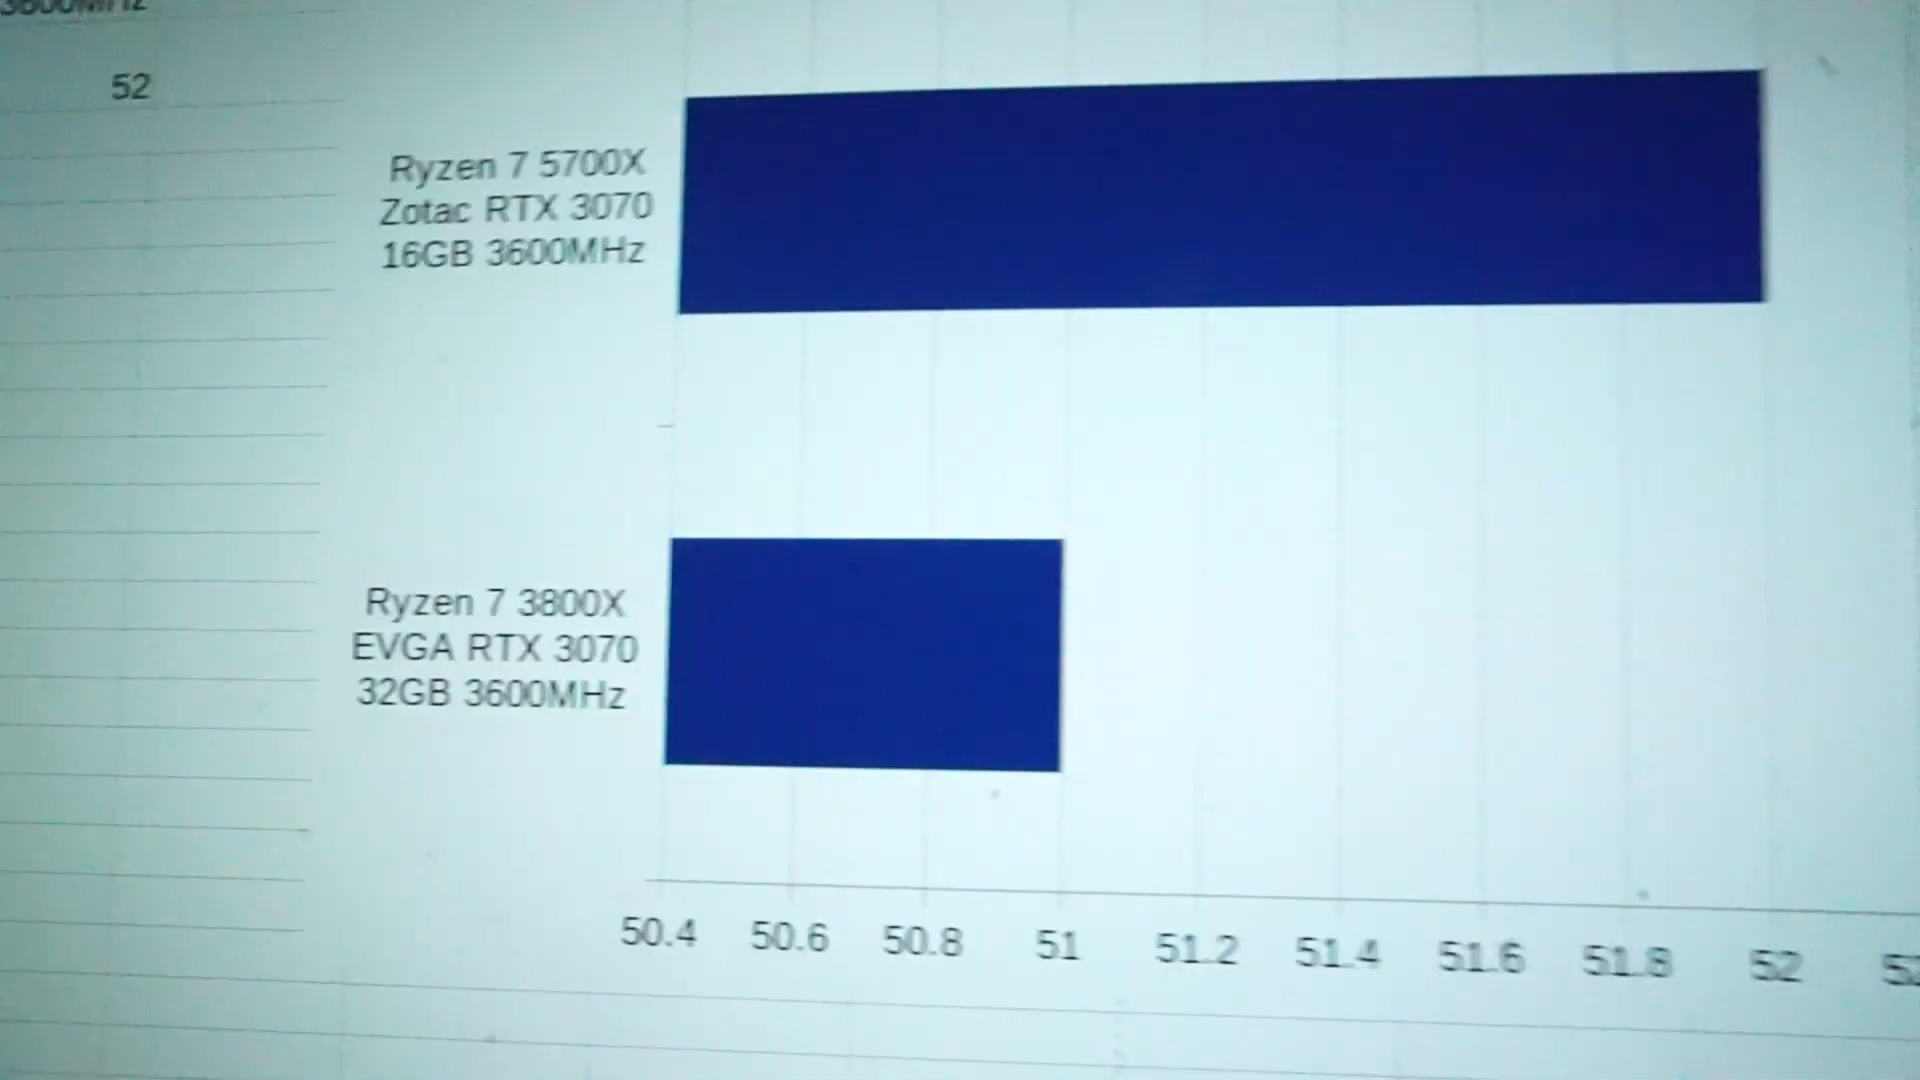 52
Ryzen 7 5700X
Zotac RTX 3070
16GB 3600MHz
Ryzen 7 3800X
EVGA RTX 3070
32GB 3600MHz
50.4 50.6 50.8 51 51.2 51.4 51.6 51.8 52